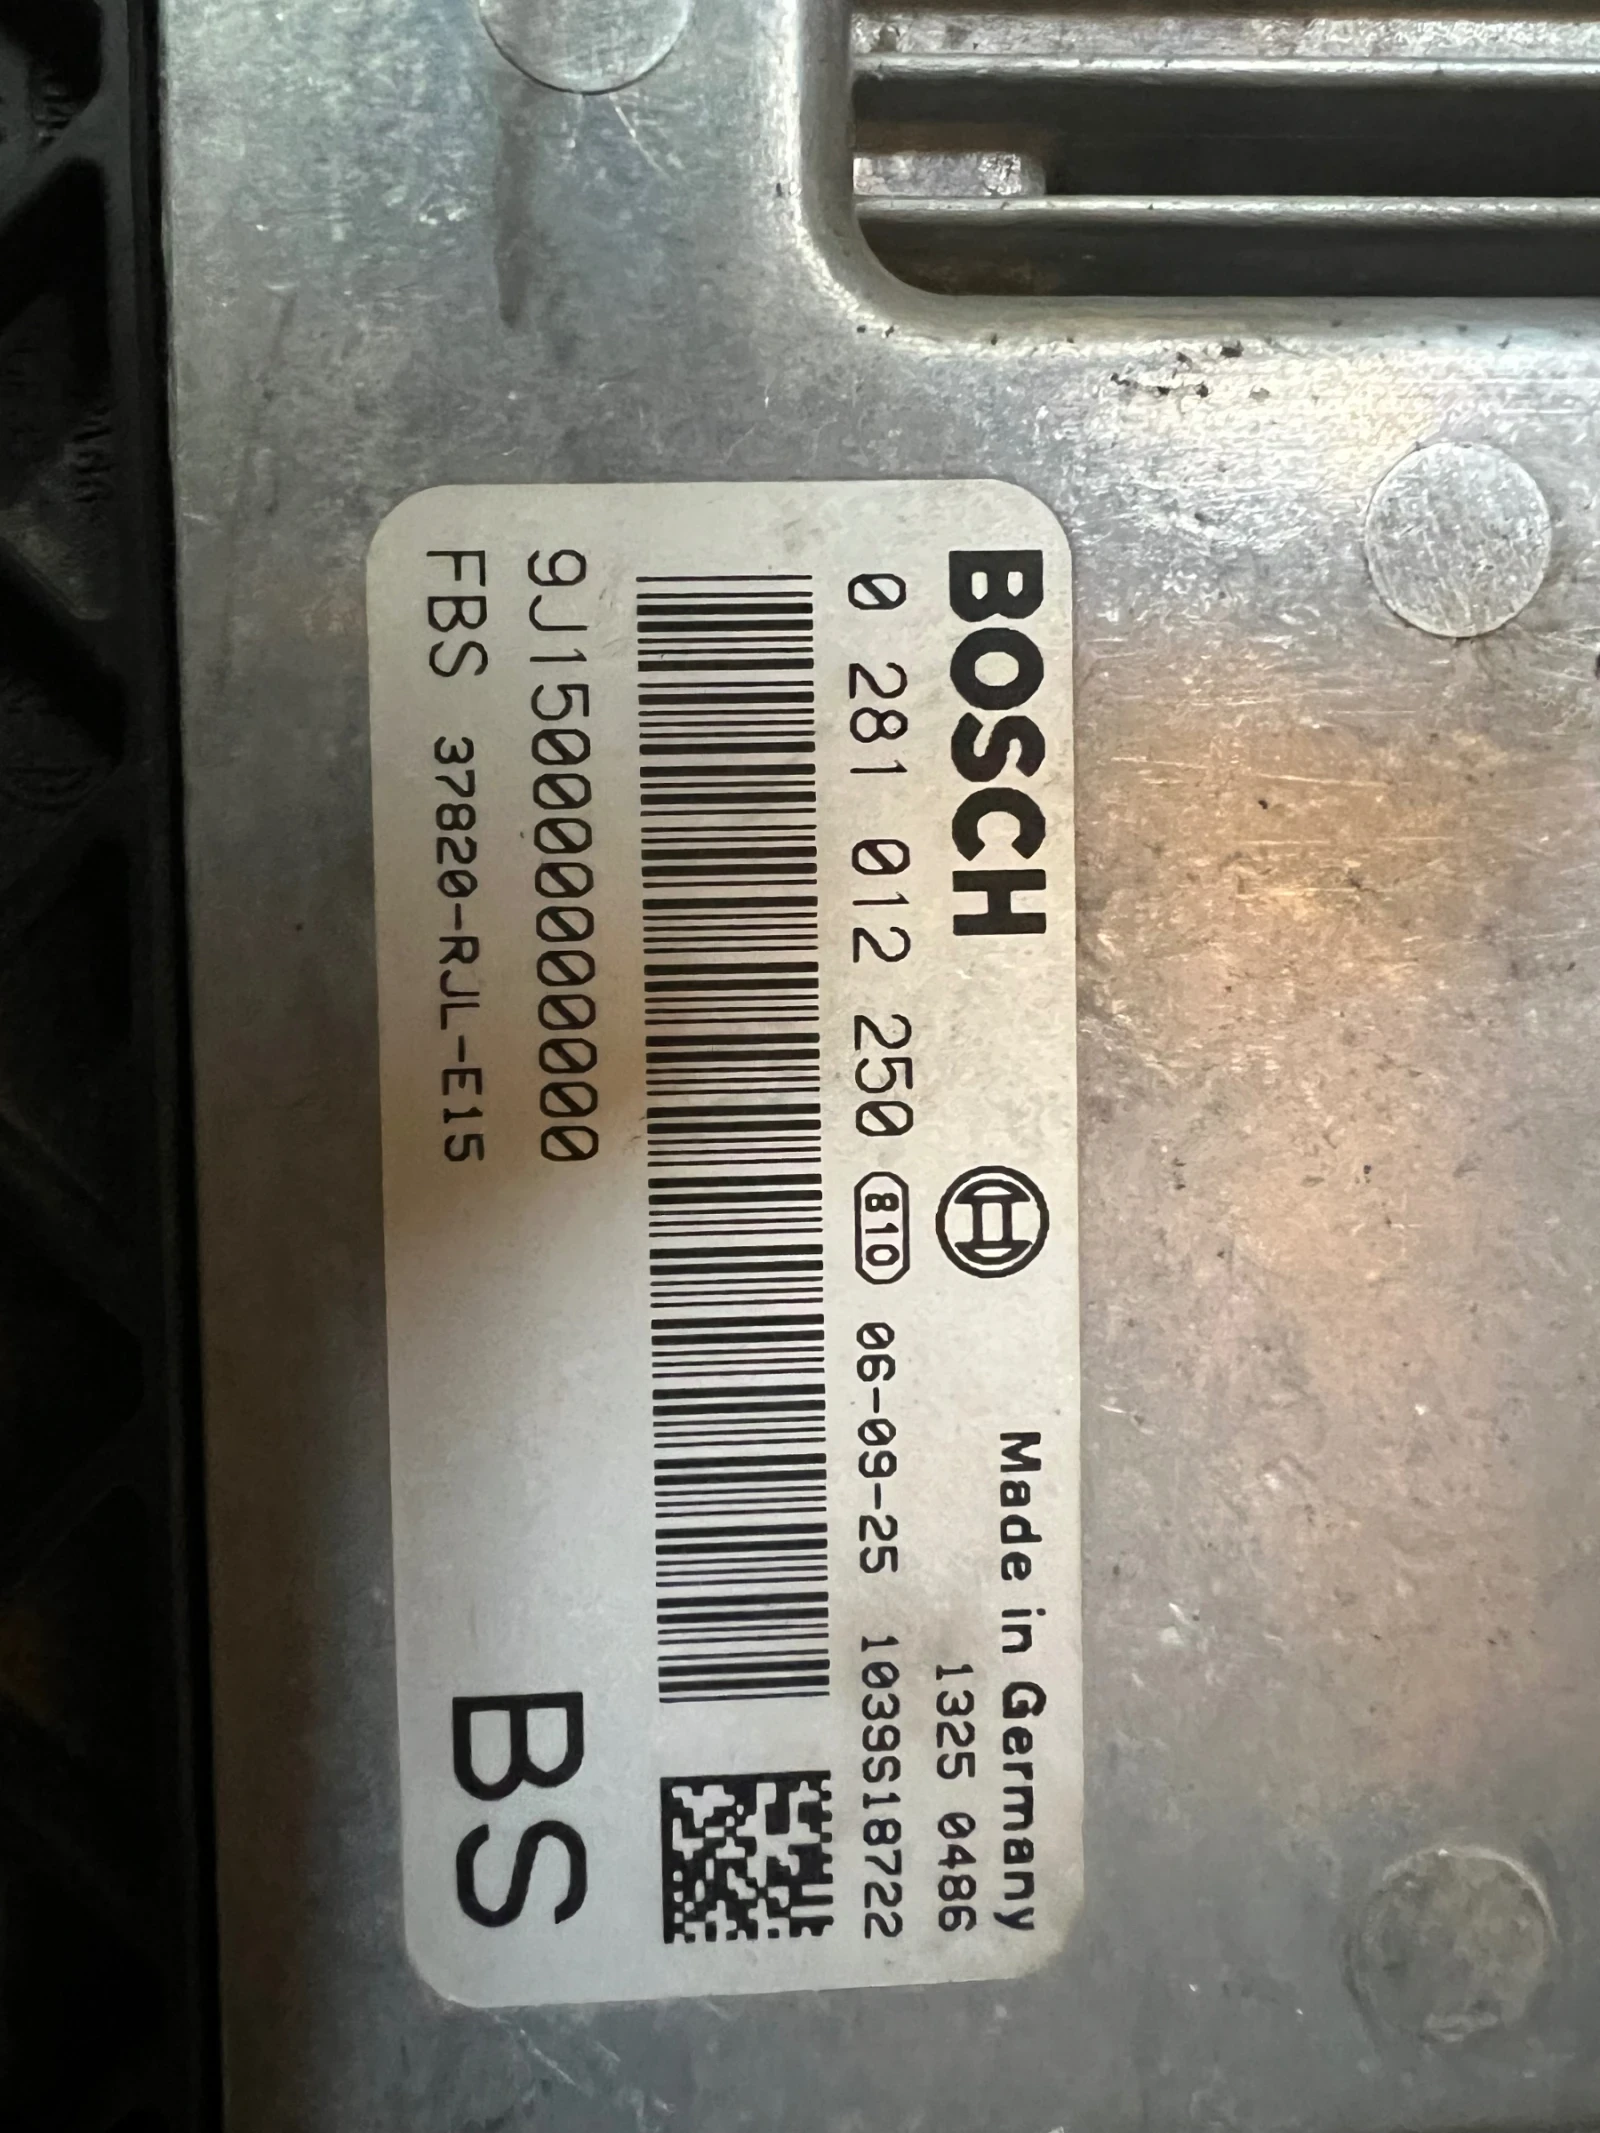 BOSCH Made in Germany
1325 0486
0 281 012 250 810 06-09-25 1039S18722
9J1500000000000
FBS 37820-RJL-E15
BS